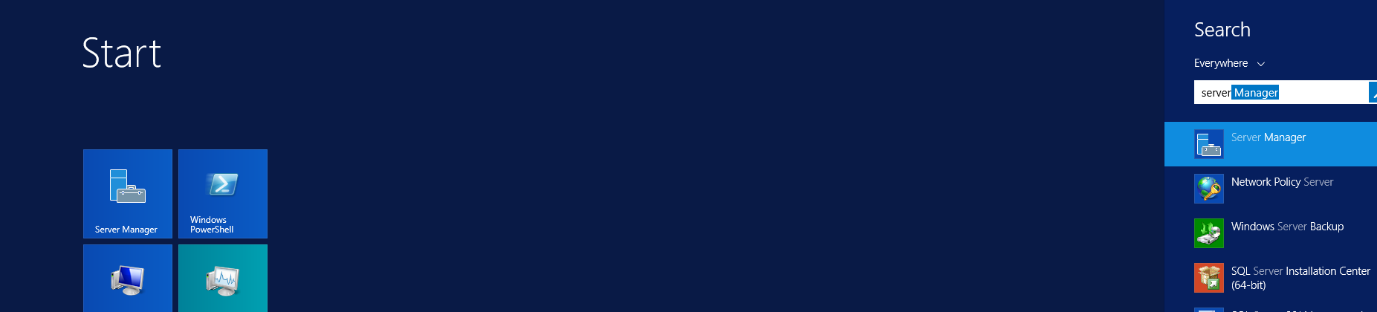 Start
Server Manager
Windows
PowerShell
Search
Everywhere
server Manager
Server Manager
Network Policy Server
Windows Server Backup
SQL Server Installation Center
(64-bit)